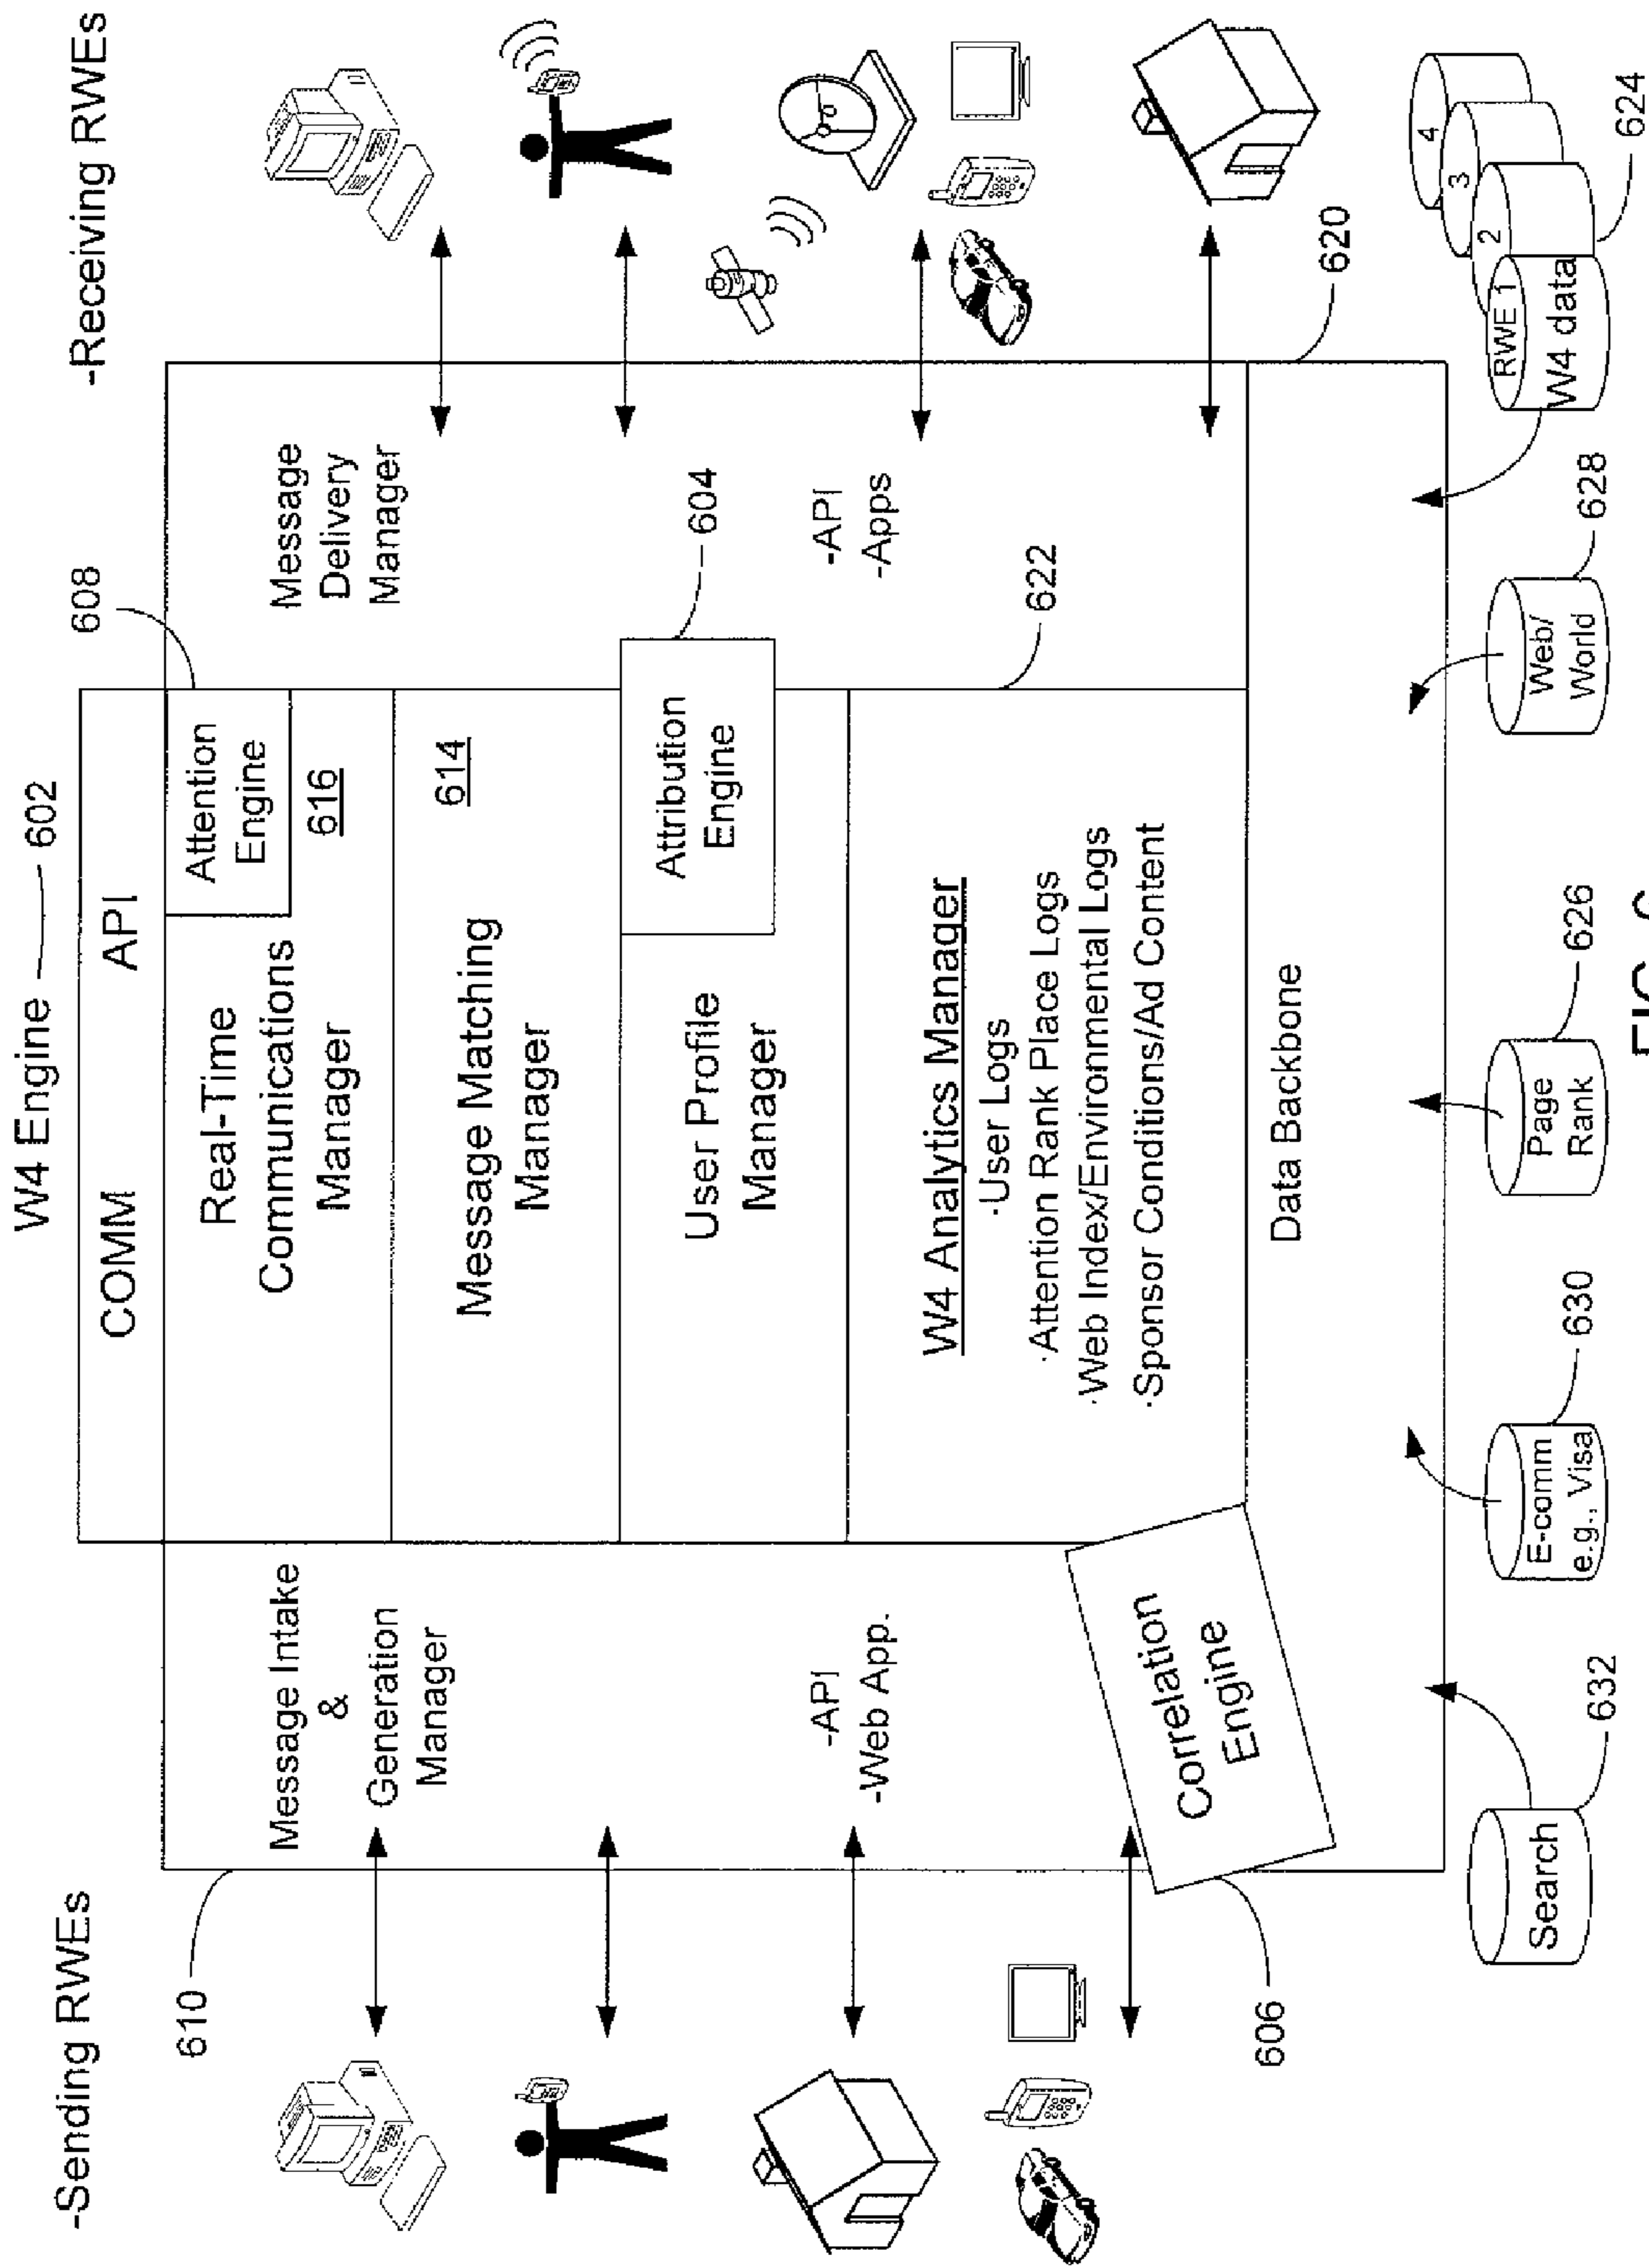 W4 Engine 602
-Sending RWEs
-Receiving RWEs
COMM API
608
610
Message Intake
&
Generation
Manager
-API
-Web App.
Real-Time
Communications
Manager
616
Attention
Engine
Message Matching
Manager
614
User Profile
Manager
Attribution
Engine
604
W4 Analytics Manager
·User Logs
·Attention Rank Place Logs
·Web Index/Environmental Logs
·Sponsor Conditions/Ad Content
622
Message
Delivery
Manager
-API
-Apps
Correlation
Engine
606
Data Backbone
620
Search
632
E-comm
e.g., Visa
630
Page
Rank
626
Web/
World
628
RWE 1
W4 data
2
3
4
624